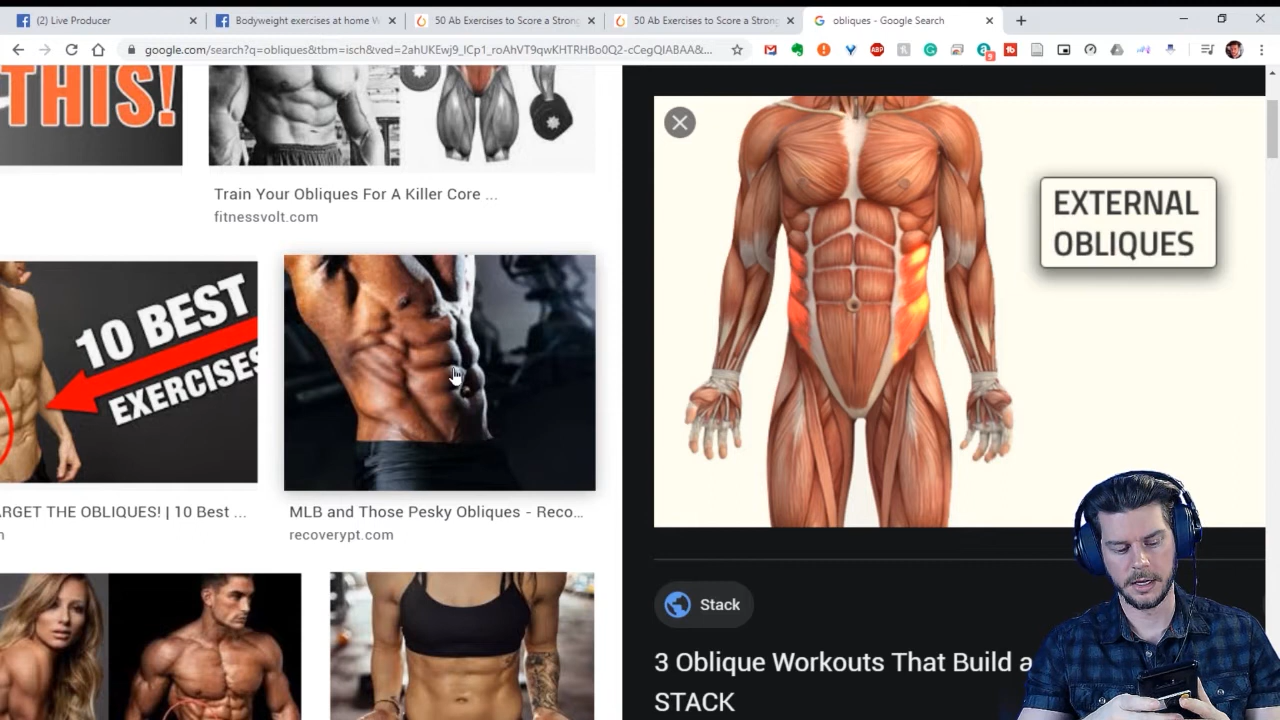 (2) Live Producer
Bodyweight exercises at home W
50 Ab Exercises to Score a Strong
50 Ab Exercises to Score a Strong
obliques - Google Search
google.com/search?q=obliques&tbm=isch&ved=2ahUKEwj9_ICp1_roAhVT9qwKHTRHBo0Q2-cCegQIABAA&...
THIS!
Train Your Obliques For A Killer Core ...
fitnessvolt.com
10 BEST
EXERCISES
EXTERNAL
OBLIQUES
ARGET THE OBLIQUES! | 10 Best ...
MLB and Those Pesky Obliques - Reco...
recoverypt.com
Stack
3 Oblique Workouts That Build a
STACK